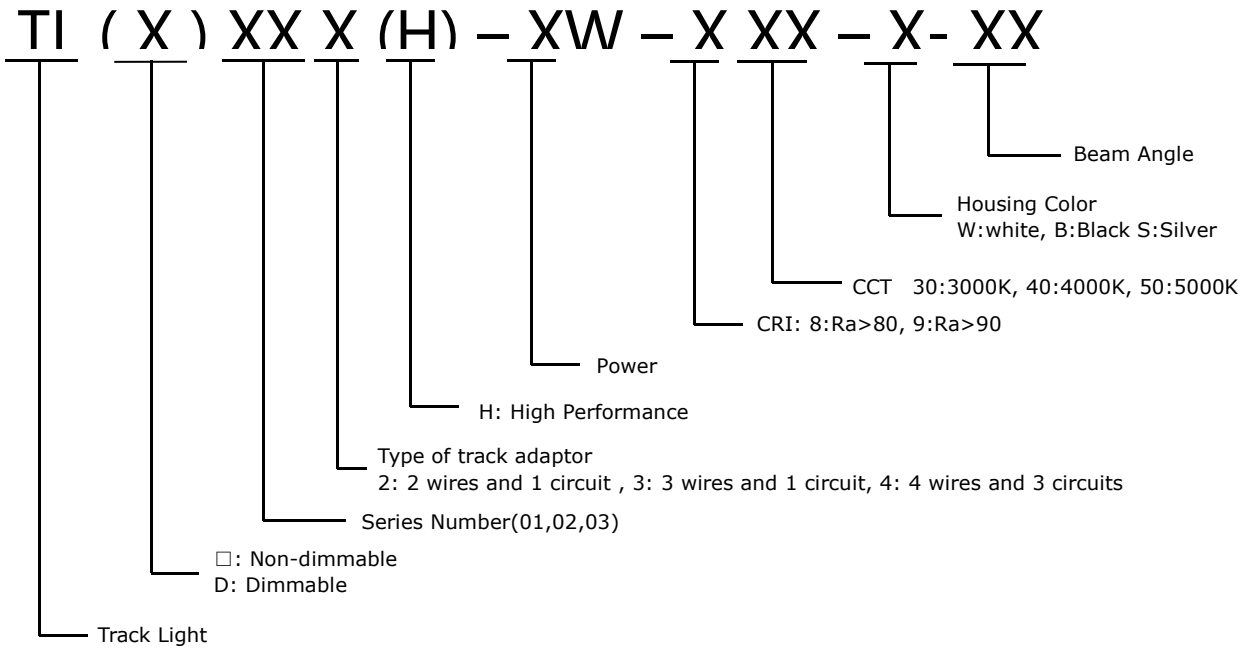 TI ( X ) XX X (H) – XW – X XX – X- XX
Beam Angle
Housing Color
W:white, B:Black S:Silver
CCT 30:3000K, 40:4000K, 50:5000K
CRI: 8:Ra>80, 9:Ra>90
Power
H: High Performance
Type of track adaptor
2: 2 wires and 1 circuit , 3: 3 wires and 1 circuit, 4: 4 wires and 3 circuits
Series Number(01,02,03)
□: Non-dimmable
D: Dimmable
Track Light